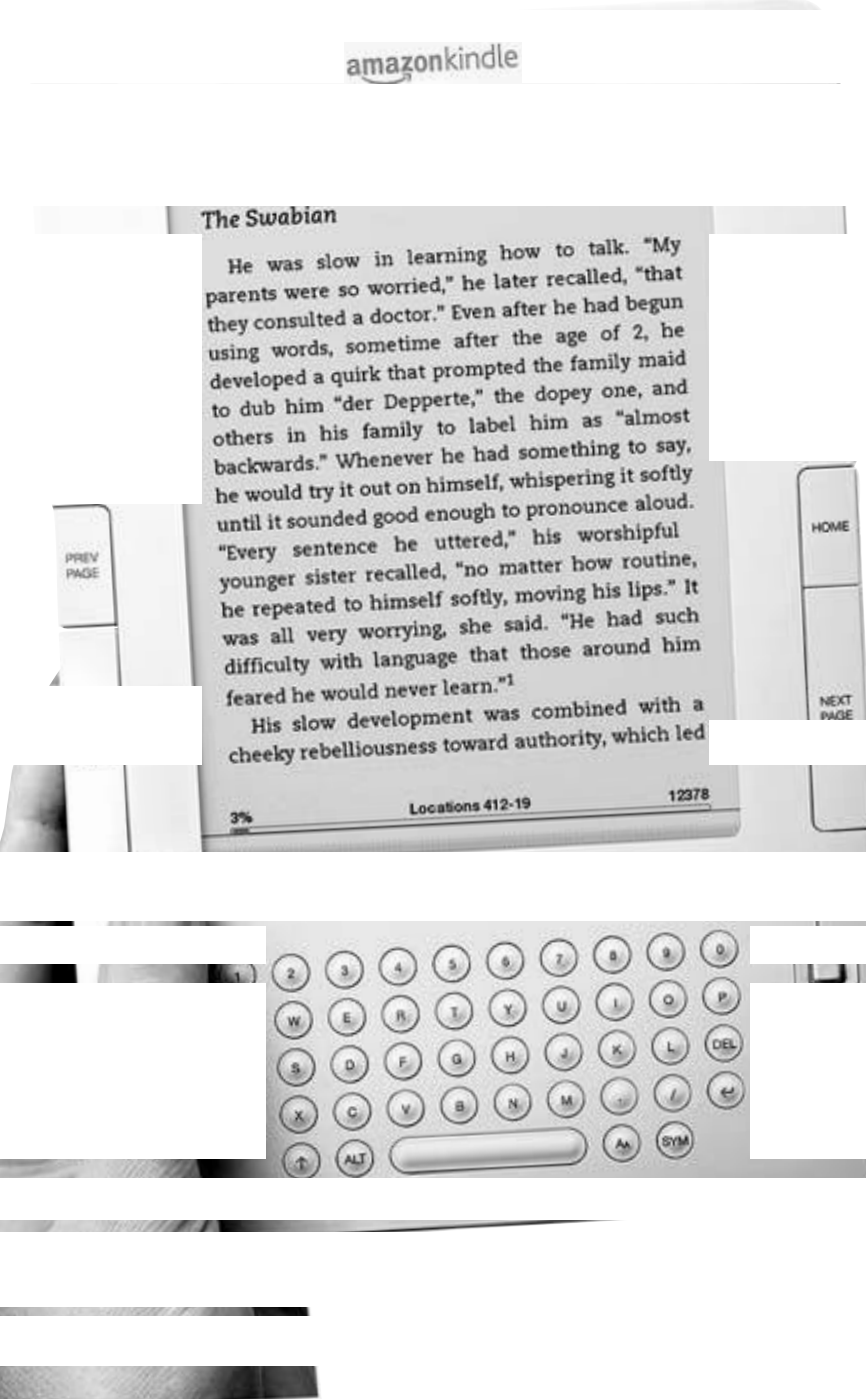 amazonkindle
The Swabian
He was slow in learning how to talk. “My
parents were so worried,” he later recalled, “that
they consulted a doctor.” Even after he had begun
using words, sometime after the age of 2, he
developed a quirk that prompted the family maid
to dub him “der Depperte,” the dopey one, and
others in his family to label him as “almost
backwards.” Whenever he had something to say,
he would try it out on himself, whispering it softly
until it sounded good enough to pronounce aloud.
“Every sentence he uttered,” his worshipful
younger sister recalled, “no matter how routine,
he repeated to himself softly, moving his lips.” It
was all very worrying, she said. “He had such
difficulty with language that those around him
feared he would never learn.”1
His slow development was combined with a
cheeky rebelliousness toward authority, which led
3% Locations 412-19 12378
PREV
PAGE
HOME
NEXT
PAGE
1 2 3 4 5 6 7 8 9 0
W E R T Y U I O P
S D F G H J K L DEL
X C V B N M . / ↵
↑ ALT Aa SYM